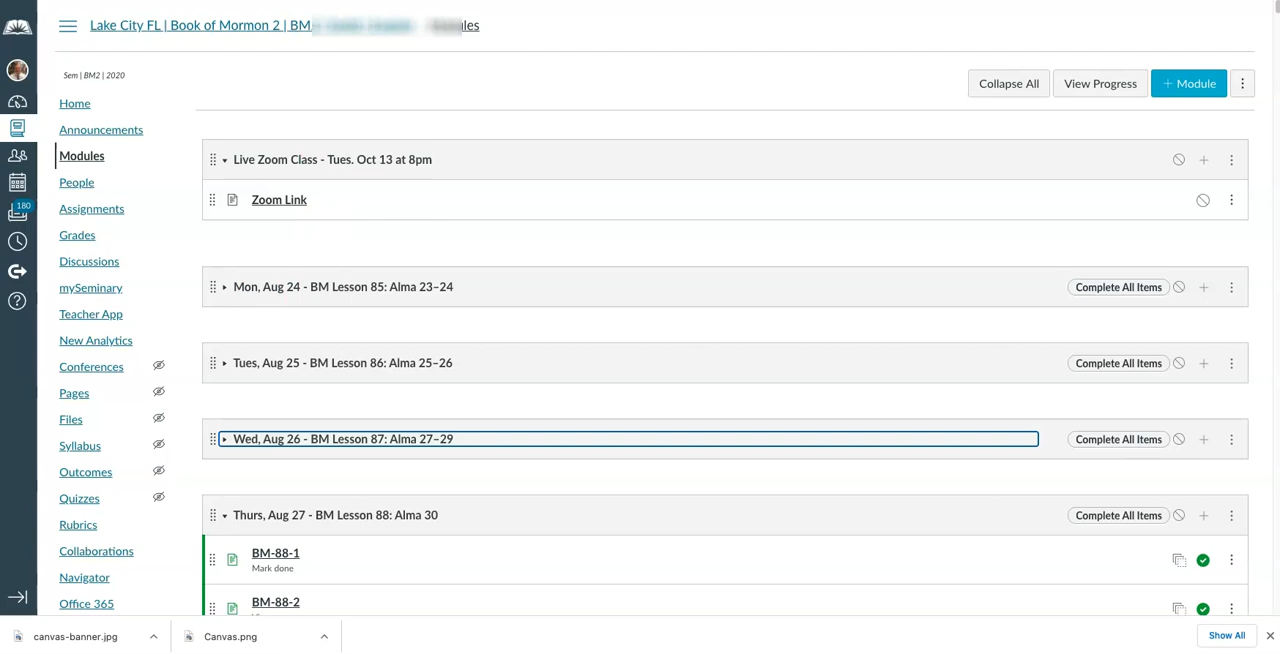 Lake City FL | Book of Mormon 2 | BM
les
Sem | BM2 | 2020
Collapse All
View Progress
+ Module
Home
Announcements
Modules
People
Assignments
Grades
Discussions
mySeminary
Teacher App
New Analytics
Conferences
Pages
Files
Syllabus
Outcomes
Quizzes
Rubrics
Collaborations
Navigator
Office 365
180
Live Zoom Class - Tues. Oct 13 at 8pm
Zoom Link
Mon, Aug 24 - BM Lesson 85: Alma 23–24
Complete All Items
Tues, Aug 25 - BM Lesson 86: Alma 25–26
Complete All Items
Wed, Aug 26 - BM Lesson 87: Alma 27–29
Complete All Items
Thurs, Aug 27 - BM Lesson 88: Alma 30
Complete All Items
BM-88-1
Mark done
BM-88-2
canvas-banner.jpg
Canvas.png
Show All